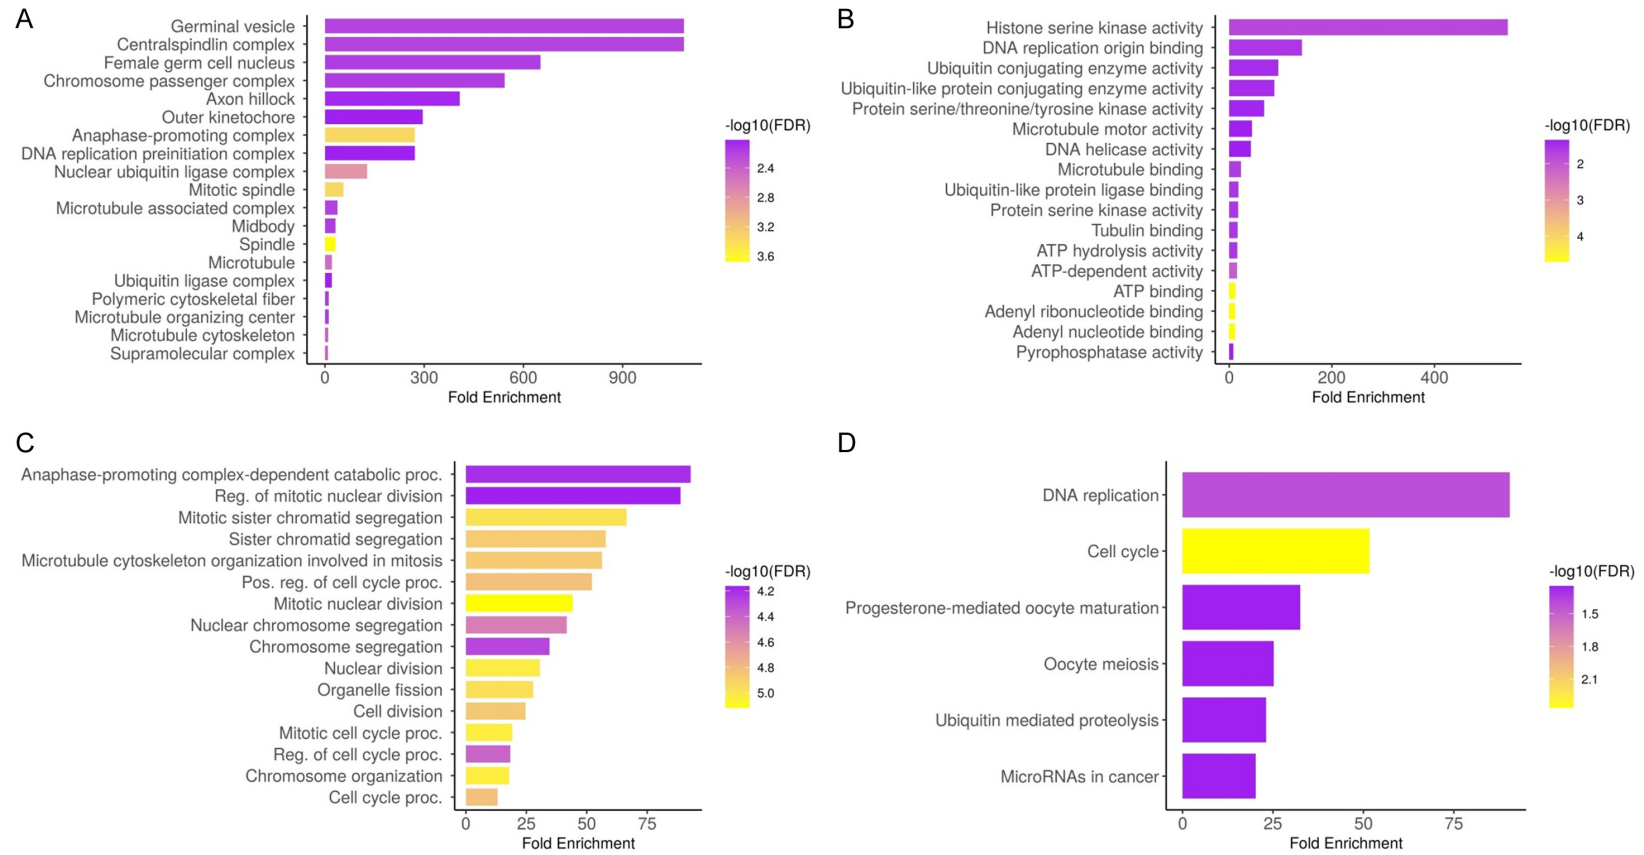 A
Germinal vesicle
Centralspindlin complex
Female germ cell nucleus
Chromosome passenger complex
Axon hillock
Outer kinetochore
Anaphase-promoting complex
DNA replication preinitiation complex
Nuclear ubiquitin ligase complex
Mitotic spindle
Microtubule associated complex
Midbody
Spindle
Microtubule
Ubiquitin ligase complex
Polymeric cytoskeletal fiber
Microtubule organizing center
Microtubule cytoskeleton
Supramolecular complex
0 300 600 900
Fold Enrichment
-log10(FDR)
2.4
2.8
3.2
3.6
B
Histone serine kinase activity
DNA replication origin binding
Ubiquitin conjugating enzyme activity
Ubiquitin-like protein conjugating enzyme activity
Protein serine/threonine/tyrosine kinase activity
Microtubule motor activity
DNA helicase activity
Microtubule binding
Ubiquitin-like protein ligase binding
Protein serine kinase activity
Tubulin binding
ATP hydrolysis activity
ATP-dependent activity
ATP binding
Adenyl ribonucleotide binding
Adenyl nucleotide binding
Pyrophosphatase activity
0 200 400
Fold Enrichment
-log10(FDR)
2
3
4
C
Anaphase-promoting complex-dependent catabolic proc.
Reg. of mitotic nuclear division
Mitotic sister chromatid segregation
Sister chromatid segregation
Microtubule cytoskeleton organization involved in mitosis
Pos. reg. of cell cycle proc.
Mitotic nuclear division
Nuclear chromosome segregation
Chromosome segregation
Nuclear division
Organelle fission
Cell division
Mitotic cell cycle proc.
Reg. of cell cycle proc.
Chromosome organization
Cell cycle proc.
0 25 50 75
Fold Enrichment
-log10(FDR)
4.2
4.4
4.6
4.8
5.0
D
DNA replication
Cell cycle
Progesterone-mediated oocyte maturation
Oocyte meiosis
Ubiquitin mediated proteolysis
MicroRNAs in cancer
0 25 50 75
Fold Enrichment
-log10(FDR)
1.5
1.8
2.1